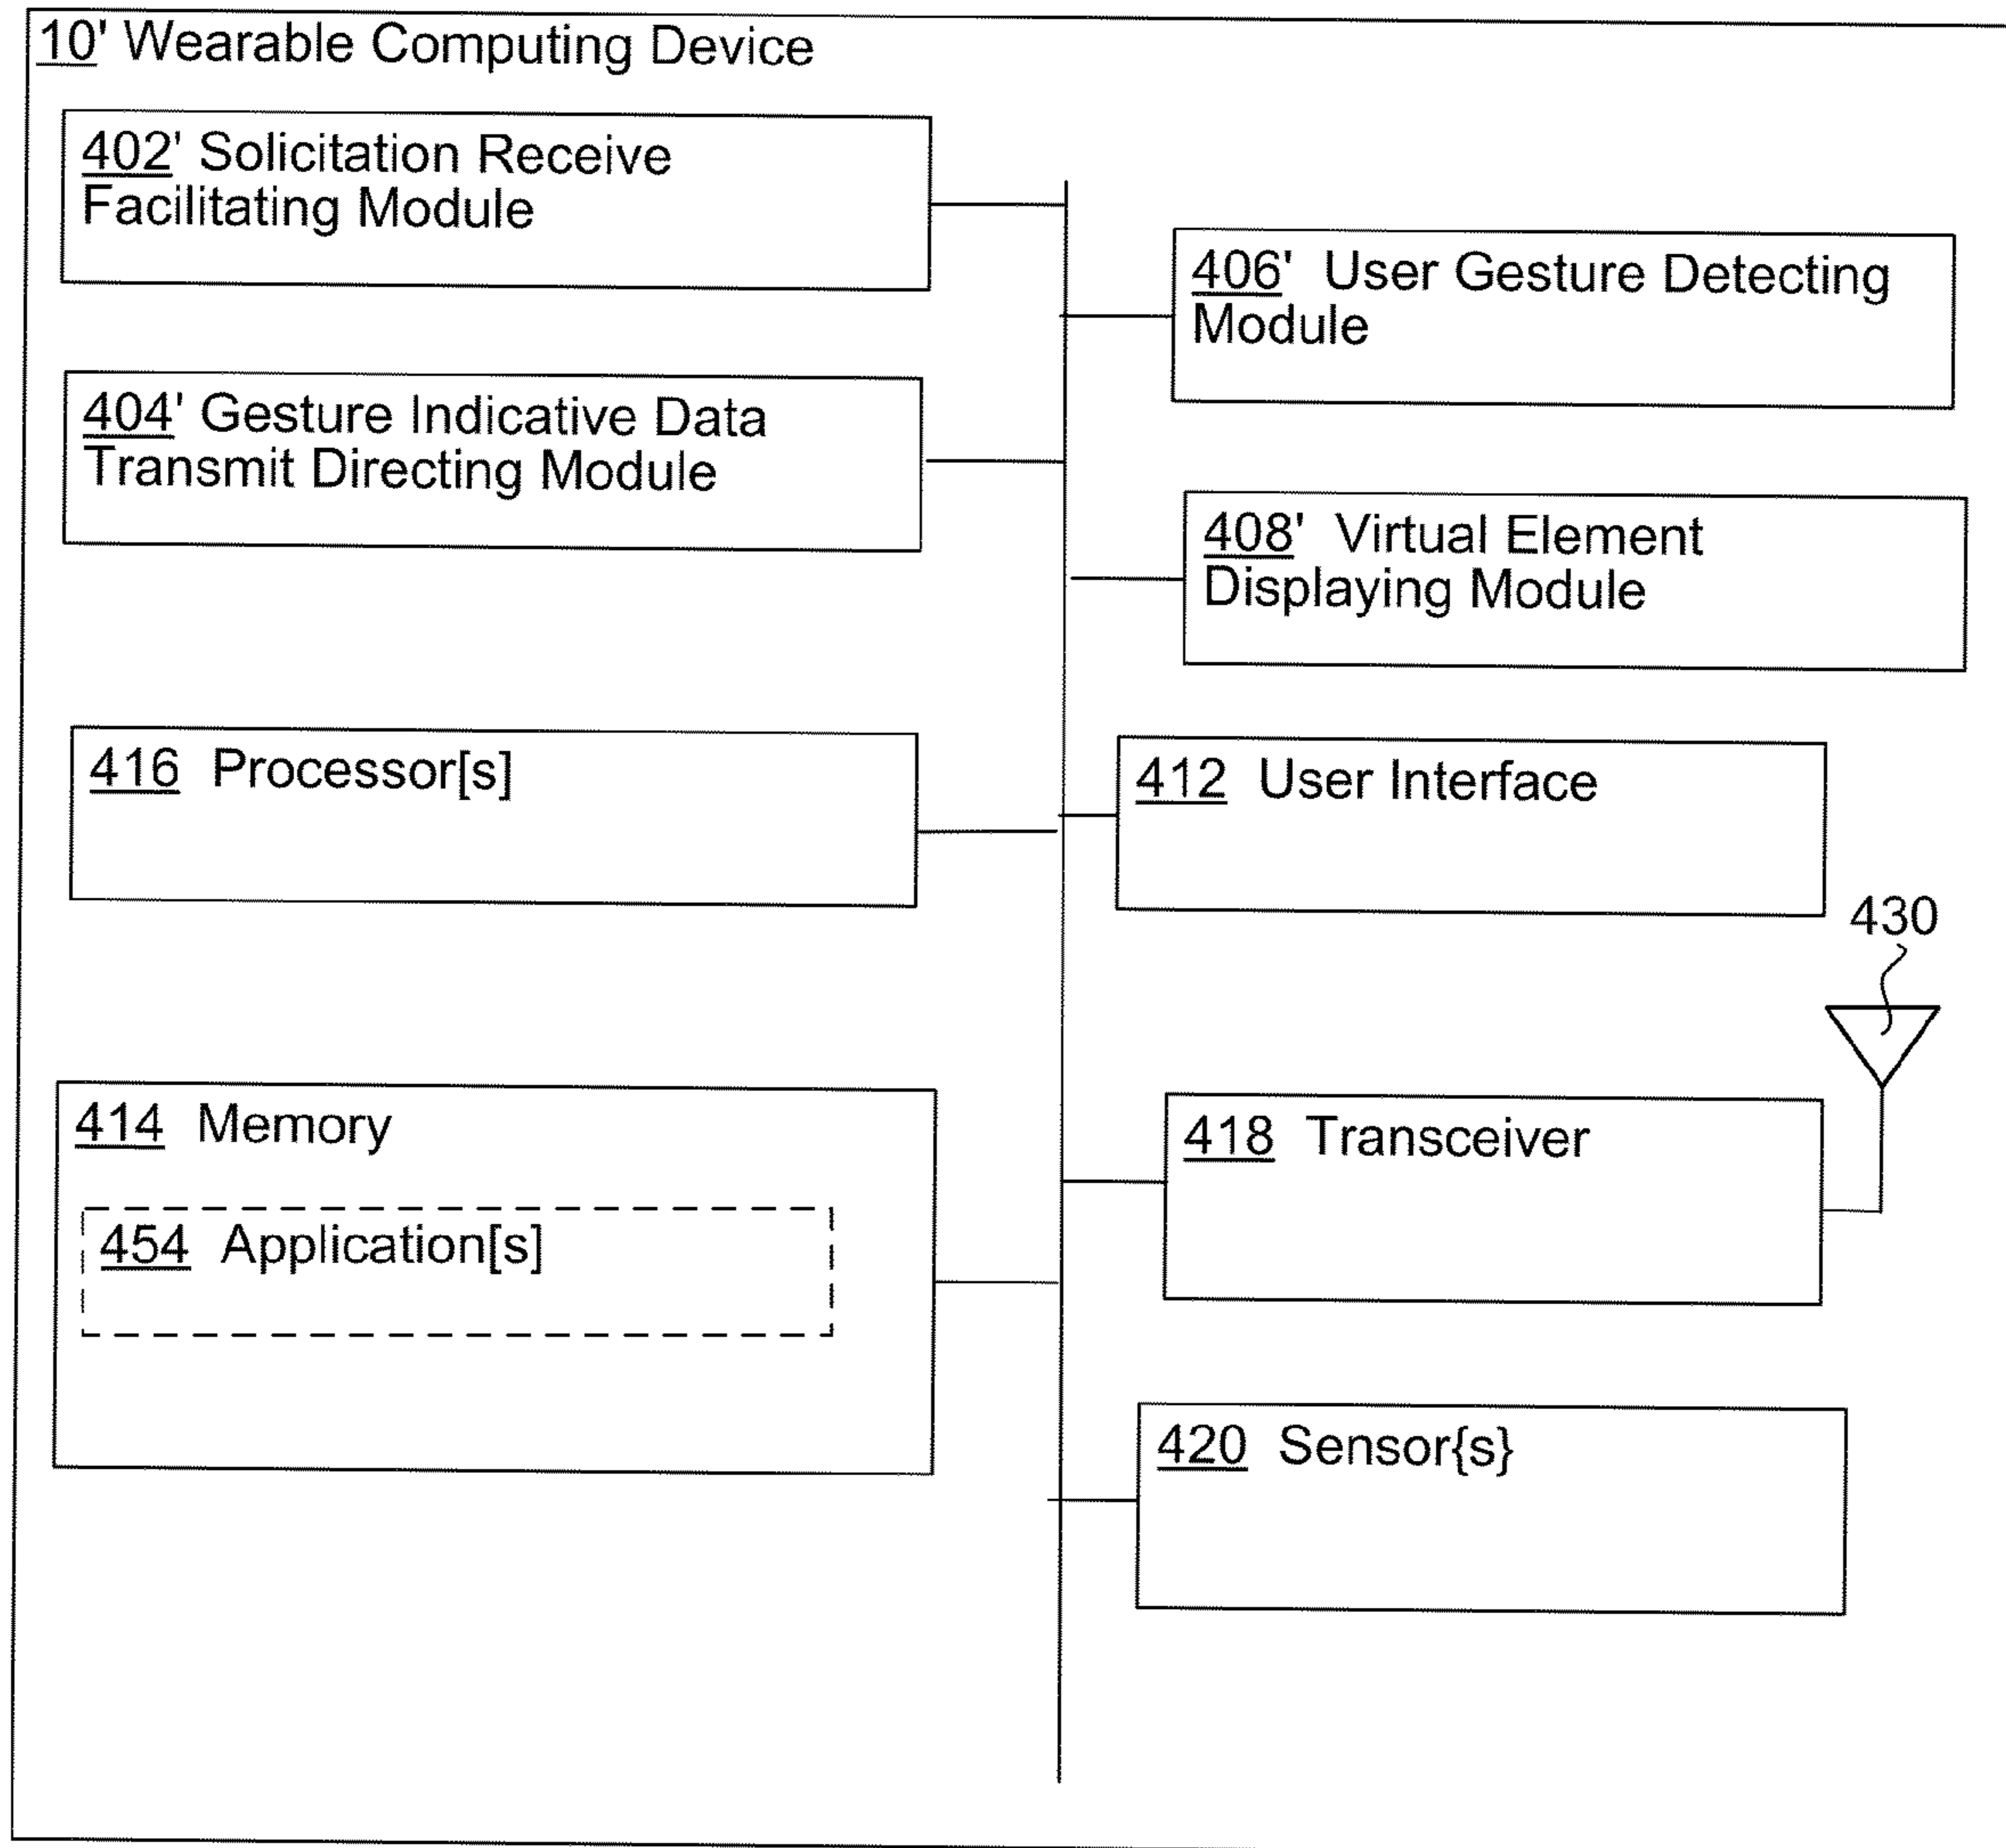 10' Wearable Computing Device
402' Solicitation Receive
Facilitating Module
406' User Gesture Detecting
Module
404' Gesture Indicative Data
Transmit Directing Module
408' Virtual Element
Displaying Module
416 Processor[s]
412 User Interface
430
414 Memory
418 Transceiver
454 Application[s]
420 Sensor{s}